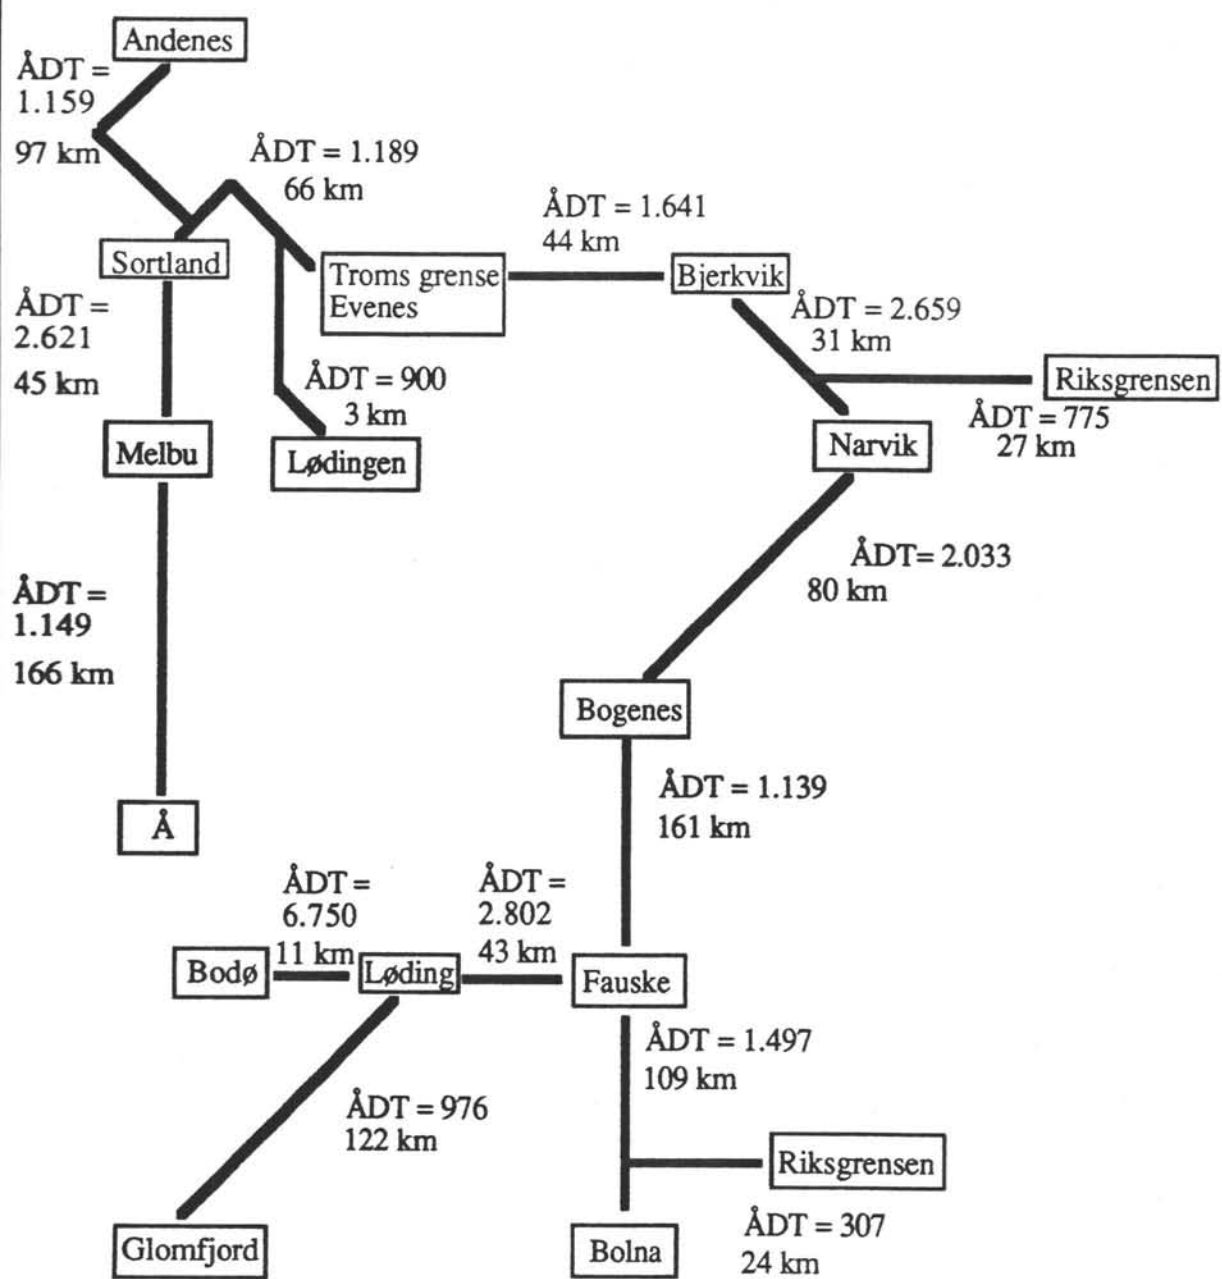 Andenes
ÅDT =
1.159
97 km
ÅDT = 1.189
66 km
ÅDT = 1.641
44 km
Sortland
Troms grense
Evenes
Bjerkvik
ÅDT =
2.621
45 km
ÅDT = 2.659
31 km
ÅDT = 900
3 km
Riksgrensen
ÅDT = 775
27 km
Melbu
Lødingen
Narvik
ÅDT= 2.033
80 km
ÅDT =
1.149
166 km
Bogenes
ÅDT = 1.139
161 km
Å
ÅDT =
6.750
11 km
ÅDT =
2.802
43 km
Bodø
Løding
Fauske
ÅDT = 1.497
109 km
ÅDT = 976
122 km
Riksgrensen
ÅDT = 307
24 km
Glomfjord
Bolna